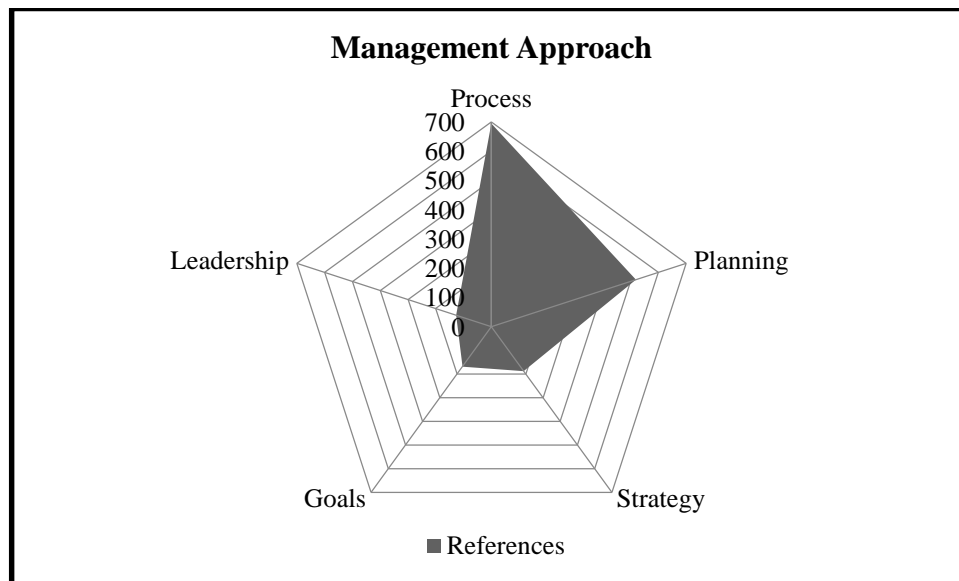 Management Approach
Process
700
600
500
400
300
200
100
0
Leadership
Planning
Goals
Strategy
References